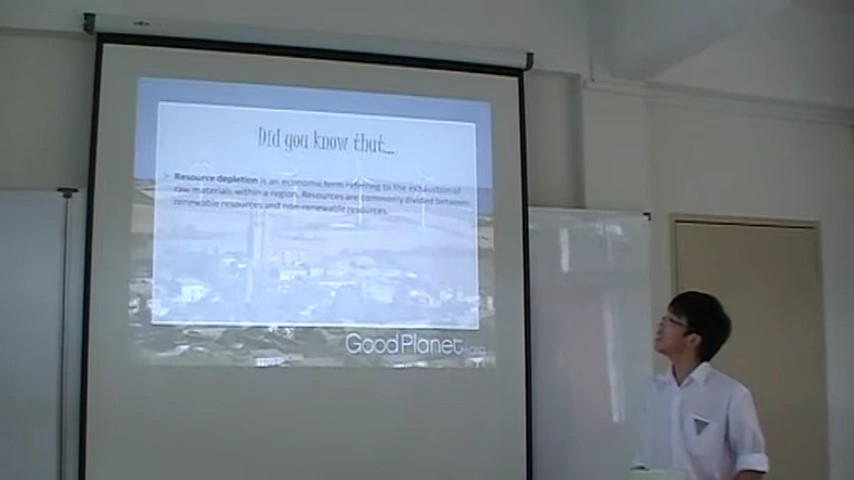 Did you know that...
Resource depletion is an economic term referring to the exhaustion of
raw materials within a region. Resources are commonly divided between
renewable resources and non-renewable resources.
GoodPlanet